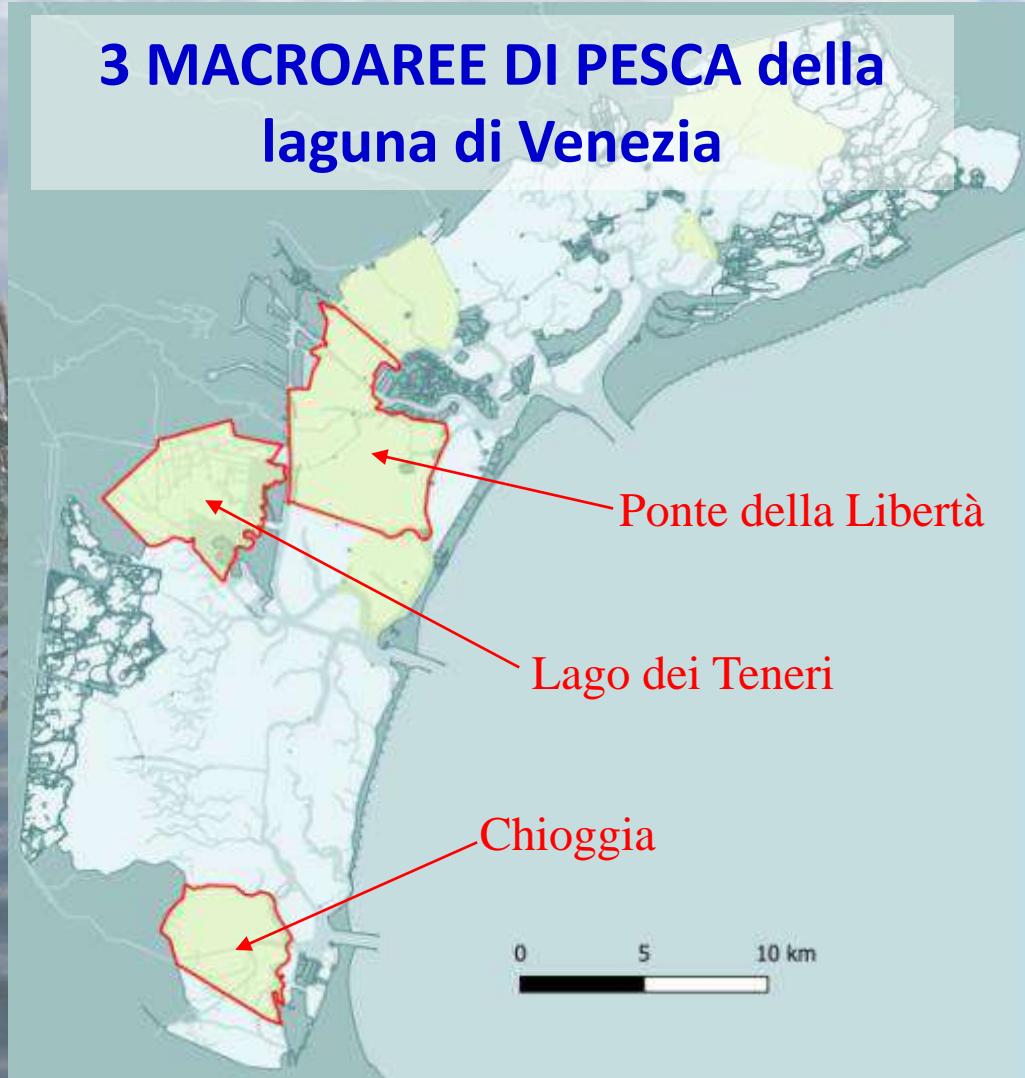 3 MACROAREE DI PESCA della
laguna di Venezia
Ponte della Libertà
Lago dei Teneri
Chioggia
0 5 10 km